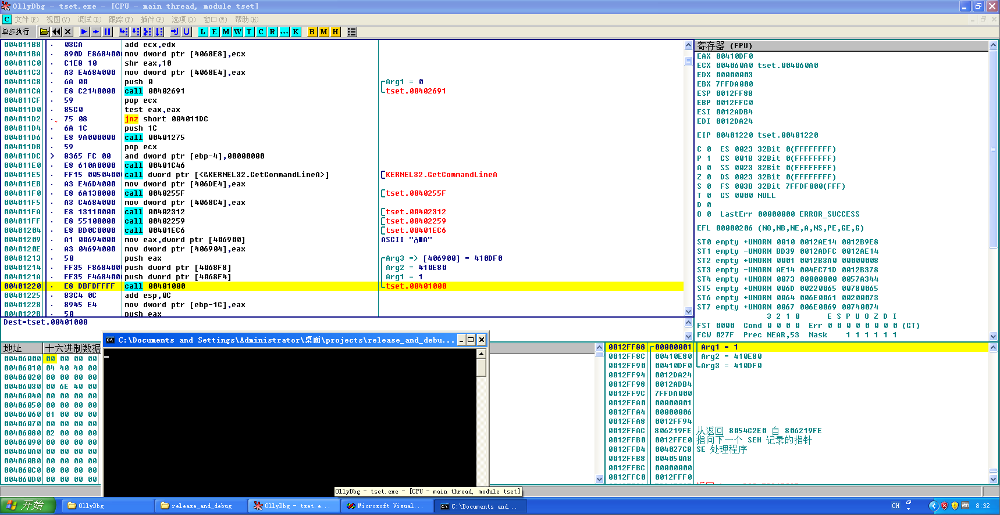 OllyDbg - tset.exe - [CPU - main thread, module tset]
C 文件(F) 视图(V) 调试(D) 跟踪(T) 插件(P) 选项(O) 窗口(W) 帮助(H)
单步执行 L E M W T C R ... K B M H
004011B8 · 03CA add ecx,edx
004011BA · 890D E8684000 mov dword ptr [4068E8],ecx
004011C0 · C1E8 10 shr eax,10
004011C3 · A3 E4684000 mov dword ptr [4068E4],eax
004011C8 · 6A 00 push 0 Arg1 = 0
004011CA · E8 C2140000 call 00402691 tset.00402691
004011CF · 59 pop ecx
004011D0 · 85C0 test eax,eax
004011D2 · 75 08 jnz short 004011DC
004011D4 · 6A 1C push 1C
004011D6 · E8 9A000000 call 00401275
004011DB · 59 pop ecx
004011DC > 8365 FC 00 and dword ptr [ebp-4],00000000
004011E0 · E8 610A0000 call 00401C46
004011E5 · FF15 00504000 call dword ptr [<&KERNEL32.GetCommandLineA>] KERNEL32.GetCommandLineA
004011EB · A3 E46D4000 mov dword ptr [406DE4],eax
004011F0 · E8 6A130000 call 0040255F tset.0040255F
004011F5 · A3 C4684000 mov dword ptr [4068C4],eax
004011FA · E8 13110000 call 00402312 tset.00402312
004011FF · E8 55100000 call 00402259 tset.00402259
00401204 · E8 BD0C0000 call 00401EC6 tset.00401EC6
00401209 · A1 00694000 mov eax,dword ptr [406900]
0040120E · A3 04694000 mov dword ptr [406904],eax
00401213 · 50 push eax Arg3 => [406900] = 410DF0
00401214 · FF35 F8684000 push dword ptr [4068F8] Arg2 = 410E80
0040121A · FF35 F4684000 push dword ptr [4068F4] Arg1 = 1
00401220 · E8 DBFDFFFF call 00401000 tset.00401000
00401225 · 83C4 0C add esp,0C
00401228 · 8945 E4 mov dword ptr [ebp-1C],eax
0040122B · 50 push eax
Dest=tset.00401000
寄存器 (FPU)
EAX 00410DF0
ECX 004060A0 tset.004060A0
EDX 00000003
EBX 7FFDA000
ESP 0012FF88
EBP 0012FFC0
ESI 0012ADB4
EDI 0012DA24
EIP 00401220 tset.00401220
C 0 ES 0023 32Bit 0(FFFFFFFF)
P 1 CS 001B 32Bit 0(FFFFFFFF)
A 0 SS 0023 32Bit 0(FFFFFFFF)
Z 0 DS 0023 32Bit 0(FFFFFFFF)
S 0 FS 003B 32Bit 7FFDF000(FFF)
T 0 GS 0000 NULL
D 0
O 0 LastErr 00000000 ERROR_SUCCESS
EFL 00000206 (NO,NB,NE,A,NS,PE,GE,G)
ST0 empty +UNORM 0010 0012AE14 0012B9E8
ST1 empty -UNORM BD39 0012ADFC 0012AE14
ST2 empty +UNORM 0001 0012B3A0 00000008
ST3 empty -UNORM AE14 004EC71D 0012B378
ST4 empty +UNORM 0073 00000000 0057A344
ST5 empty +UNORM 006D 00220065 00780065
ST6 empty +UNORM 0064 006E0061 00200073
ST7 empty +UNORM 0067 006E0069 00740074
3 2 1 0 E S P U O Z D I
FST 0000 Cond 0 0 0 0 Err 0 0 0 0 0 0 0 0 (GT)
FCW 027F Prec NEAR,53 Mask 1 1 1 1 1 1
地址 十六进制数据
00406000 00 00 00 00
00406010 04 40 40 00
00406020 00 00 00 00
00406030 00 6E 40 00
00406040 00 00 00 00
00406050 00 00 00 00
00406060 01 00 00 00
00406070 00 00 00 00
00406080 02 00 00 00
00406090 00 00 00 00
004060A0 00 00 00 00
004060B0 00 00 00 00
004060C0 00 00 00 00
004060D0 00 00 00 00
C:\Documents and Settings\Administrator\桌面\projects\release_and_debu...
0012FF88 00000001 Arg1 = 1
0012FF8C 00410E80 Arg2 = 410E80
0012FF90 00410DF0 Arg3 = 410DF0
0012FF94 0012DA24
0012FF98 0012ADB4
0012FF9C 7FFDA000
0012FFA0 00000001
0012FFA4 00000006
0012FFA8 0012FF94
0012FFAC 806219FE 从返回 8054C2E0 自 806219FE
0012FFB0 0012FFE0 指向下一个 SEH 记录的指针
0012FFB4 004027C8 SE 处理程序
0012FFB8 004050A8
0012FFBC 00000000
0012FFC0 0012FFF0
OllyDbg - tset.exe - [CPU - main thread, module tset]
开始 OllyDbg release_and_debug OllyDbg - tset.e... Microsoft Visual... C:\Documents and... CH 8:32